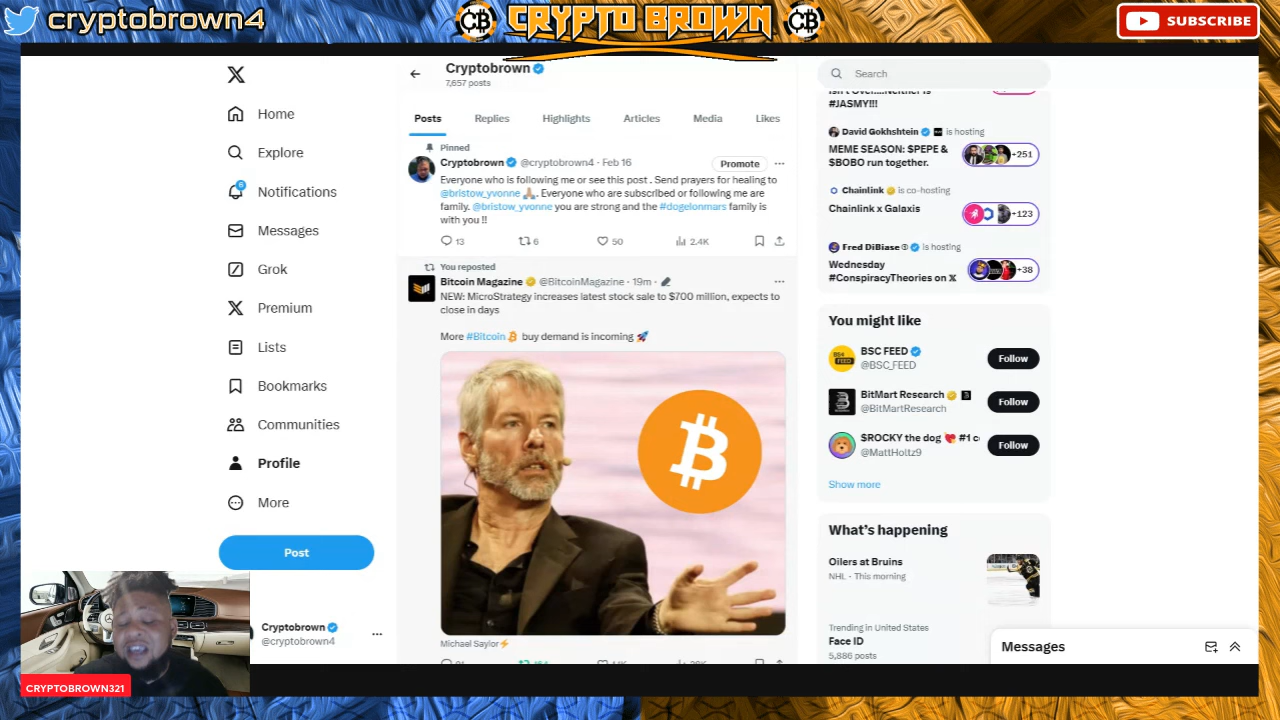 cryptobrown4
CB
CRYPTO BROWN
CB
SUBSCRIBE
Cryptobrown
7,657 posts
Posts
Replies
Highlights
Articles
Media
Likes
Home
Explore
6
Notifications
Messages
Grok
Premium
Lists
Bookmarks
Communities
Profile
More
Post
Cryptobrown
@cryptobrown4
CRYPTOBROWN321
Pinned
Cryptobrown @cryptobrown4 · Feb 16
Promote
Everyone who is following me or see this post . Send prayers for healing to
@bristow_yvonne 🙏🏼. Everyone who are subscribed or following me are
family. @bristow_yvonne you are strong and the #dogelonmars family is
with you !!
13
6
50
2.4K
You reposted
Bitcoin Magazine @BitcoinMagazine · 19m ·
NEW: MicroStrategy increases latest stock sale to $700 million, expects to
close in days
More #Bitcoin buy demand is incoming 🚀
Michael Saylor⚡
Search
#JASMY!!!
David Gokhshtein is hosting
MEME SEASON: $PEPE &
$BOBO run together.
+251
Chainlink is co-hosting
Chainlink x Galaxis
+123
Fred DiBiase is hosting
Wednesday
#ConspiracyTheories on X
+38
You might like
BSC FEED
@BSC_FEED
Follow
BitMart Research
@BitMartResearch
Follow
$ROCKY the dog 💘 #1 c
@MattHoltz9
Follow
Show more
What's happening
Oilers at Bruins
NHL · This morning
Trending in United States
Face ID
5,886 posts
Messages